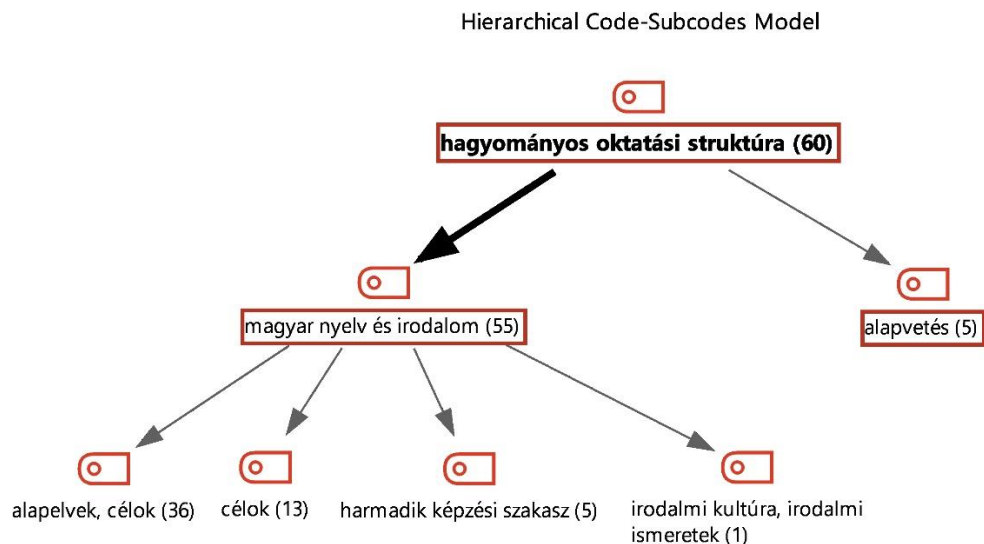 Hierarchical Code-Subcodes Model
hagyományos oktatási struktúra (60)
magyar nyelv és irodalom (55)
alapvetés (5)
alapelvek, célok (36)
célok (13)
harmadik képzési szakasz (5)
irodalmi kultúra, irodalmi
ismeretek (1)